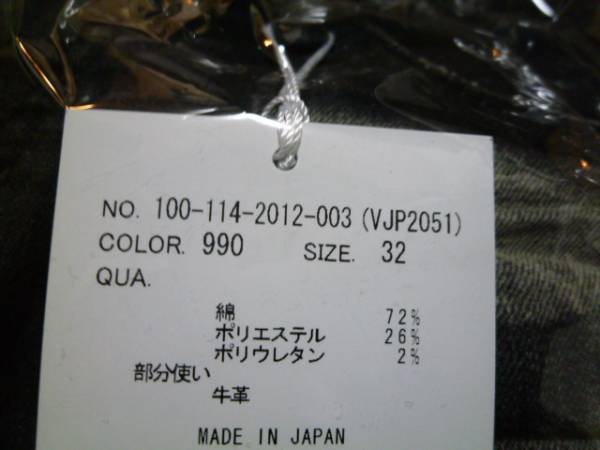 NO. 100-114-2012-003 (VJP2051)
COLOR. 990 SIZE. 32
QUA.
綿 72%
ポリエステル 26%
ポリウレタン 2%
部分使い
牛革
MADE IN JAPAN